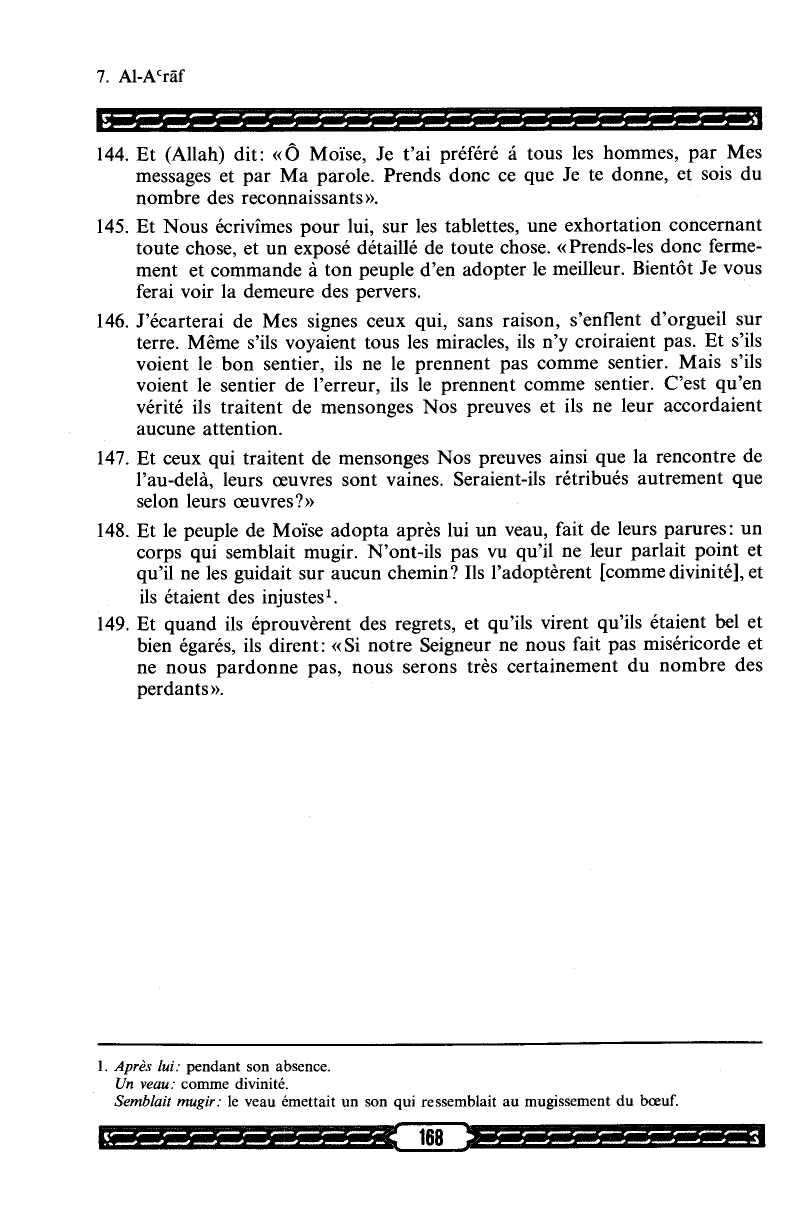 7. Al-Aʿrāf
144. Et (Allah) dit: «Ô Moïse, Je t’ai préféré á tous les hommes, par Mes
messages et par Ma parole. Prends donc ce que Je te donne, et sois du
nombre des reconnaissants».
145. Et Nous écrivîmes pour lui, sur les tablettes, une exhortation concernant
toute chose, et un exposé détaillé de toute chose. «Prends-les donc ferme-
ment et commande à ton peuple d’en adopter le meilleur. Bientôt Je vous
ferai voir la demeure des pervers.
146. J’écarterai de Mes signes ceux qui, sans raison, s’enflent d’orgueil sur
terre. Même s’ils voyaient tous les miracles, ils n’y croiraient pas. Et s’ils
voient le bon sentier, ils ne le prennent pas comme sentier. Mais s’ils
voient le sentier de l’erreur, ils le prennent comme sentier. C’est qu’en
vérité ils traitent de mensonges Nos preuves et ils ne leur accordaient
aucune attention.
147. Et ceux qui traitent de mensonges Nos preuves ainsi que la rencontre de
l’au-delà, leurs œuvres sont vaines. Seraient-ils rétribués autrement que
selon leurs œuvres?»
148. Et le peuple de Moïse adopta après lui un veau, fait de leurs parures: un
corps qui semblait mugir. N’ont-ils pas vu qu’il ne leur parlait point et
qu’il ne les guidait sur aucun chemin? Ils l’adoptèrent [comme divinité], et
ils étaient des injustes¹.
149. Et quand ils éprouvèrent des regrets, et qu’ils virent qu’ils étaient bel et
bien égarés, ils dirent: «Si notre Seigneur ne nous fait pas miséricorde et
ne nous pardonne pas, nous serons très certainement du nombre des
perdants».
1. Après lui: pendant son absence.
Un veau: comme divinité.
Semblait mugir: le veau émettait un son qui ressemblait au mugissement du bœuf.
168